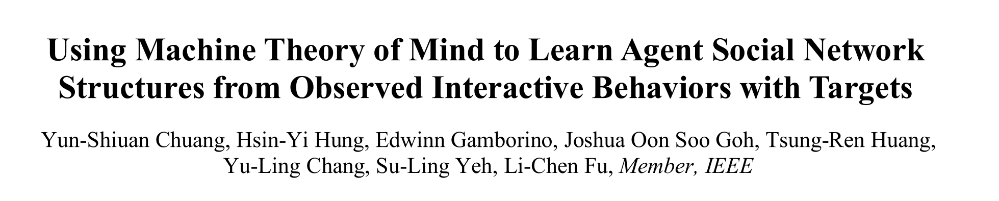 Using Machine Theory of Mind to Learn Agent Social Network
Structures from Observed Interactive Behaviors with Targets
Yun-Shiuan Chuang, Hsin-Yi Hung, Edwinn Gamborino, Joshua Oon Soo Goh, Tsung-Ren Huang,
Yu-Ling Chang, Su-Ling Yeh, Li-Chen Fu, Member, IEEE